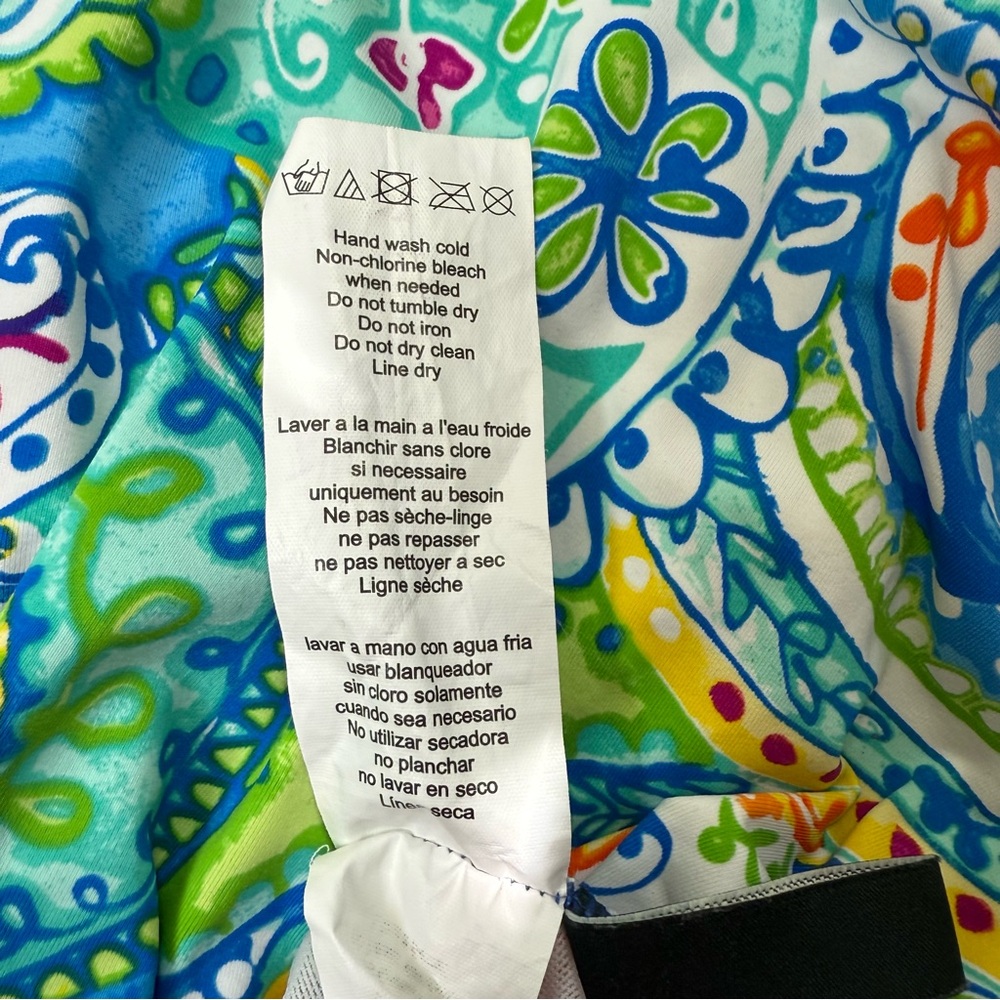 Hand wash cold
Non-chlorine bleach
when needed
Do not tumble dry
Do not iron
Do not dry clean
Line dry
Laver a la main a l'eau froide
Blanchir sans clore
si necessaire
uniquement au besoin
Ne pas sèche-linge
ne pas repasser
ne pas nettoyer a sec
Ligne sèche
lavar a mano con agua fria
usar blanqueador
sin cloro solamente
cuando sea necesario
No utilizar secadora
no planchar
no lavar en seco
Línea seca